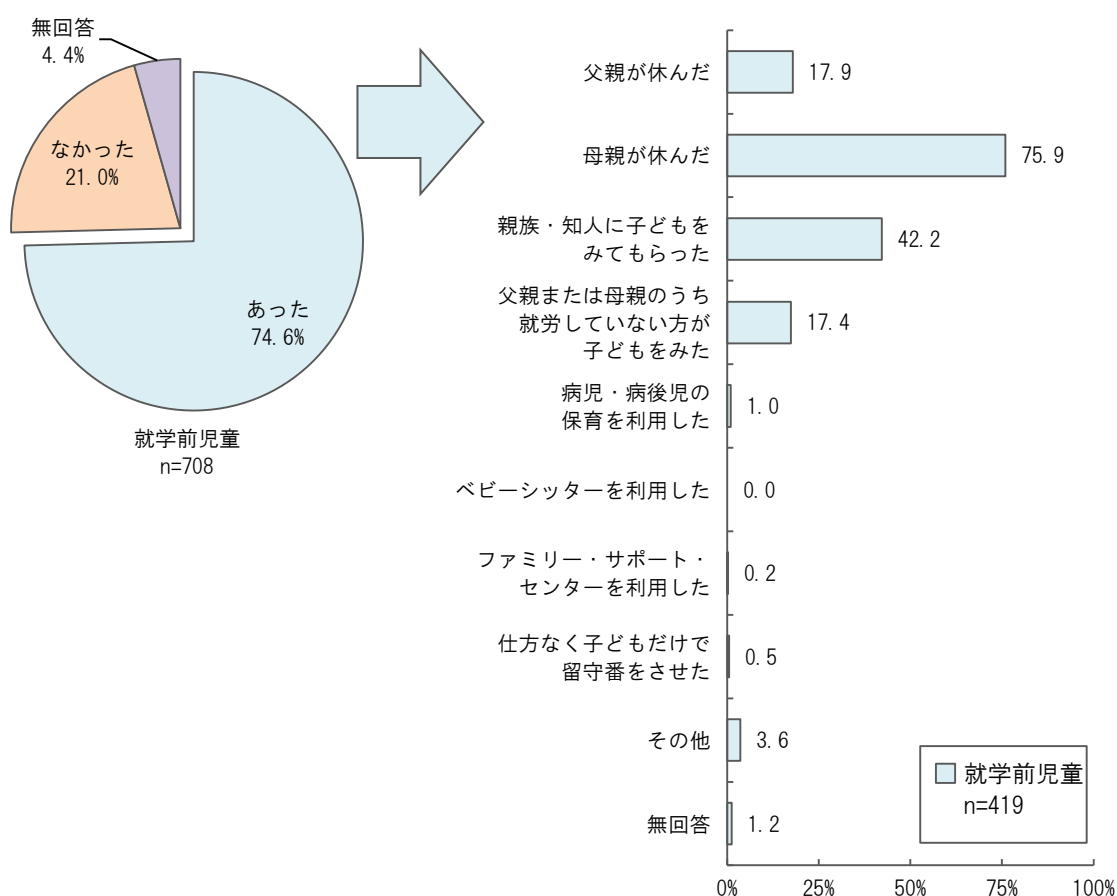 無回答
4.4%
なかった
21.0%
あった
74.6%
就学前児童
n=708
父親が休んだ
17.9
母親が休んだ
75.9
親族・知人に子どもを
みてもらった
42.2
父親または母親のうち
就労していない方が
子どもをみた
17.4
病児・病後児の
保育を利用した
1.0
ベビーシッターを利用した
0.0
ファミリー・サポート・
センターを利用した
0.2
仕方なく子どもだけで
留守番をさせた
0.5
その他
3.6
無回答
1.2
就学前児童
n=419
0% 25% 50% 75% 100%